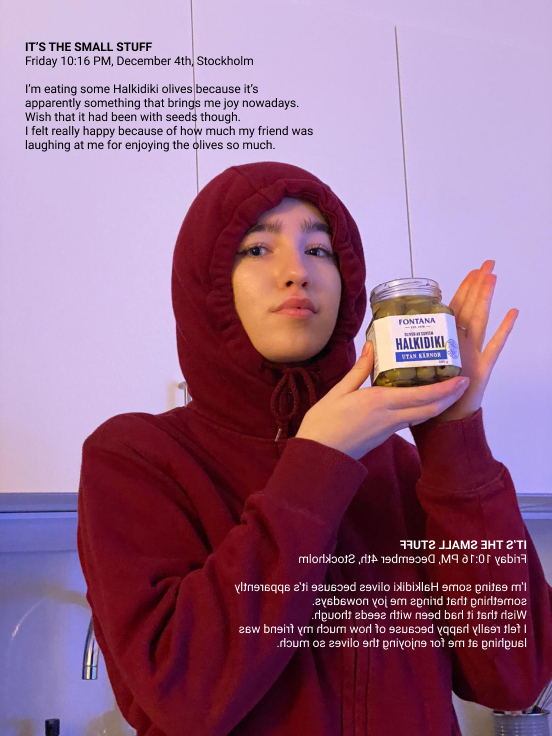 IT'S THE SMALL STUFF
Friday 10:16 PM, December 4th, Stockholm
I'm eating some Halkidiki olives because it's
apparently something that brings me joy nowadays.
Wish that it had been with seeds though.
I felt really happy because of how much my friend was
laughing at me for enjoying the olives so much.
FONTANA
HALKIDIKI
UTAN KÄRNOR
IT'S THE SMALL STUFF
Friday 10:16 PM, December 4th, Stockholm
I'm eating some Halkidiki olives because it's apparently
something that brings me joy nowadays.
Wish that it had been with seeds though.
I felt really happy because of how much my friend was
laughing at me for enjoying the olives so much.